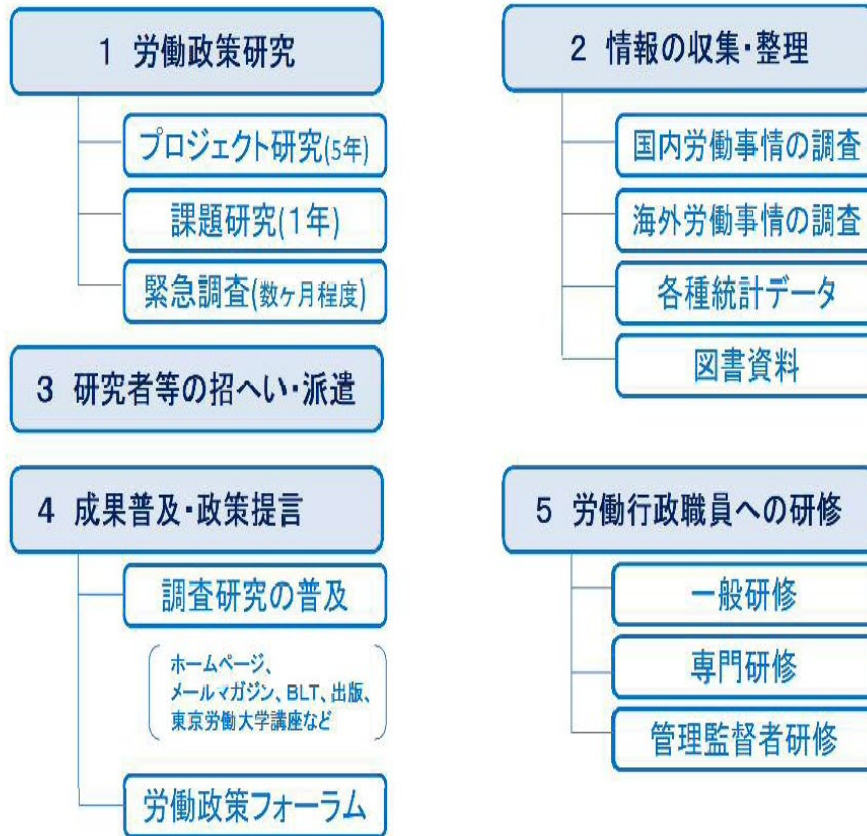 1 労働政策研究
プロジェクト研究(5年)
課題研究(1年)
緊急調査(数ヶ月程度)
2 情報の収集・整理
国内労働事情の調査
海外労働事情の調査
各種統計データ
図書資料
3 研究者等の招へい・派遣
4 成果普及・政策提言
調査研究の普及
ホームページ、
メールマガジン、BLT、出版、
東京労働大学講座など
労働政策フォーラム
5 労働行政職員への研修
一般研修
専門研修
管理監督者研修